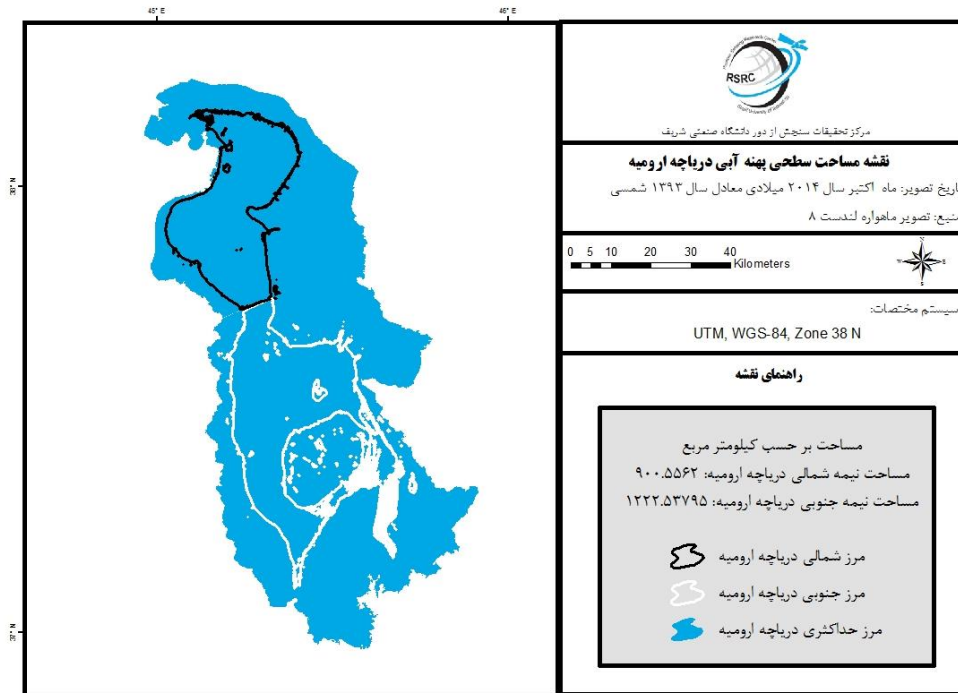 45° E
46° E
38° N
37° N
RSRC
مرکز تحقیقات سنجش از دور دانشگاه صنعتی شریف
نقشه مساحت سطحی پهنه آبی دریاچه ارومیه
تاریخ تصویر: ماه اکتبر سال ۲۰۱۴ میلادی معادل سال ۱۳۹۳ شمسی
منبع: تصویر ماهواره لندست ۸
0 5 10 20 30 40
Kilometers
N
W E
S
سیستم مختصات:
UTM, WGS-84, Zone 38 N
راهنمای نقشه
مساحت بر حسب کیلومتر مربع
مساحت نیمه شمالی دریاچه ارومیه: ۹۰۰.۵۵۶۲
مساحت نیمه جنوبی دریاچه ارومیه: ۱۲۲۲.۵۳۷۹۵
مرز شمالی دریاچه ارومیه
مرز جنوبی دریاچه ارومیه
مرز حداکثری دریاچه ارومیه